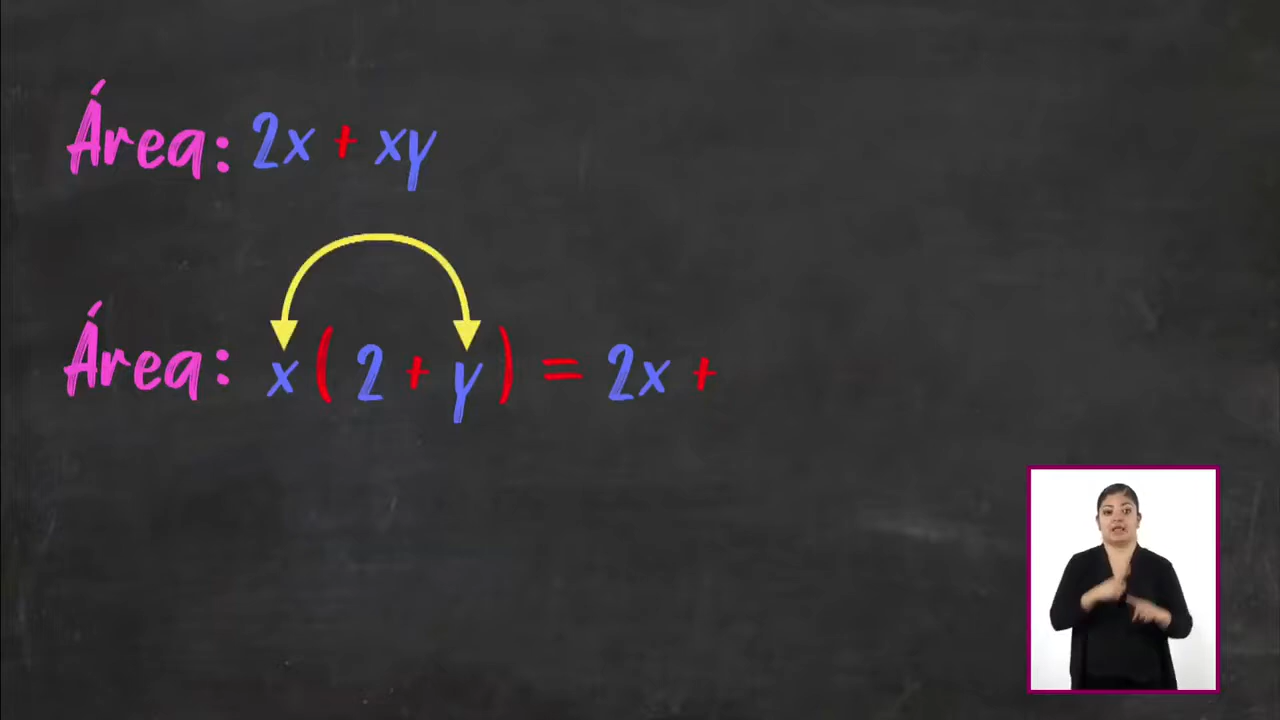 Área: 2x + xy
Área: x( 2 + y ) = 2x +